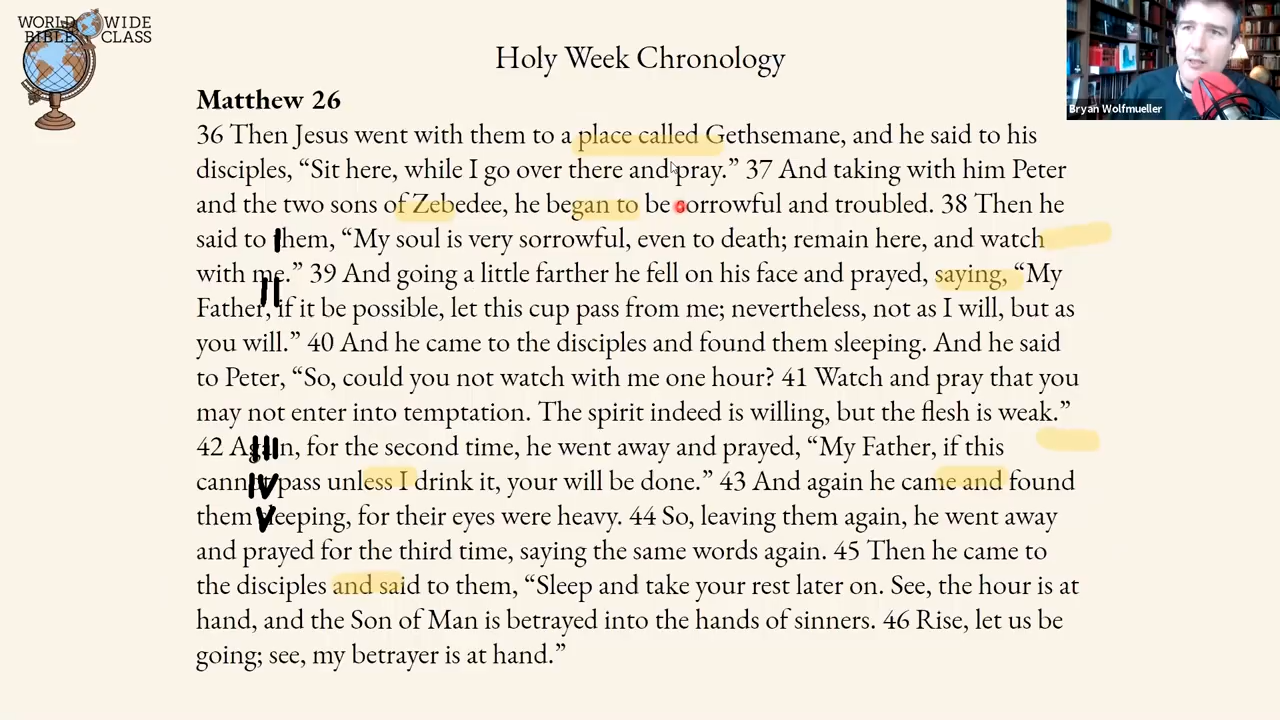 WORLD WIDE
BIBLE CLASS
Holy Week Chronology
Bryan Wolfmueller
Matthew 26
36 Then Jesus went with them to a place called Gethsemane, and he said to his
disciples, “Sit here, while I go over there and pray.” 37 And taking with him Peter
and the two sons of Zebedee, he began to be sorrowful and troubled. 38 Then he
said to them, “My soul is very sorrowful, even to death; remain here, and watch
I
with me.” 39 And going a little farther he fell on his face and prayed, saying, “My
II
Father, if it be possible, let this cup pass from me; nevertheless, not as I will, but as
you will.” 40 And he came to the disciples and found them sleeping. And he said
to Peter, “So, could you not watch with me one hour? 41 Watch and pray that you
may not enter into temptation. The spirit indeed is willing, but the flesh is weak.”
42 Again, for the second time, he went away and prayed, “My Father, if this
III
cannot pass unless I drink it, your will be done.” 43 And again he came and found
IV
them sleeping, for their eyes were heavy. 44 So, leaving them again, he went away
V
and prayed for the third time, saying the same words again. 45 Then he came to
the disciples and said to them, “Sleep and take your rest later on. See, the hour is at
hand, and the Son of Man is betrayed into the hands of sinners. 46 Rise, let us be
going; see, my betrayer is at hand.”